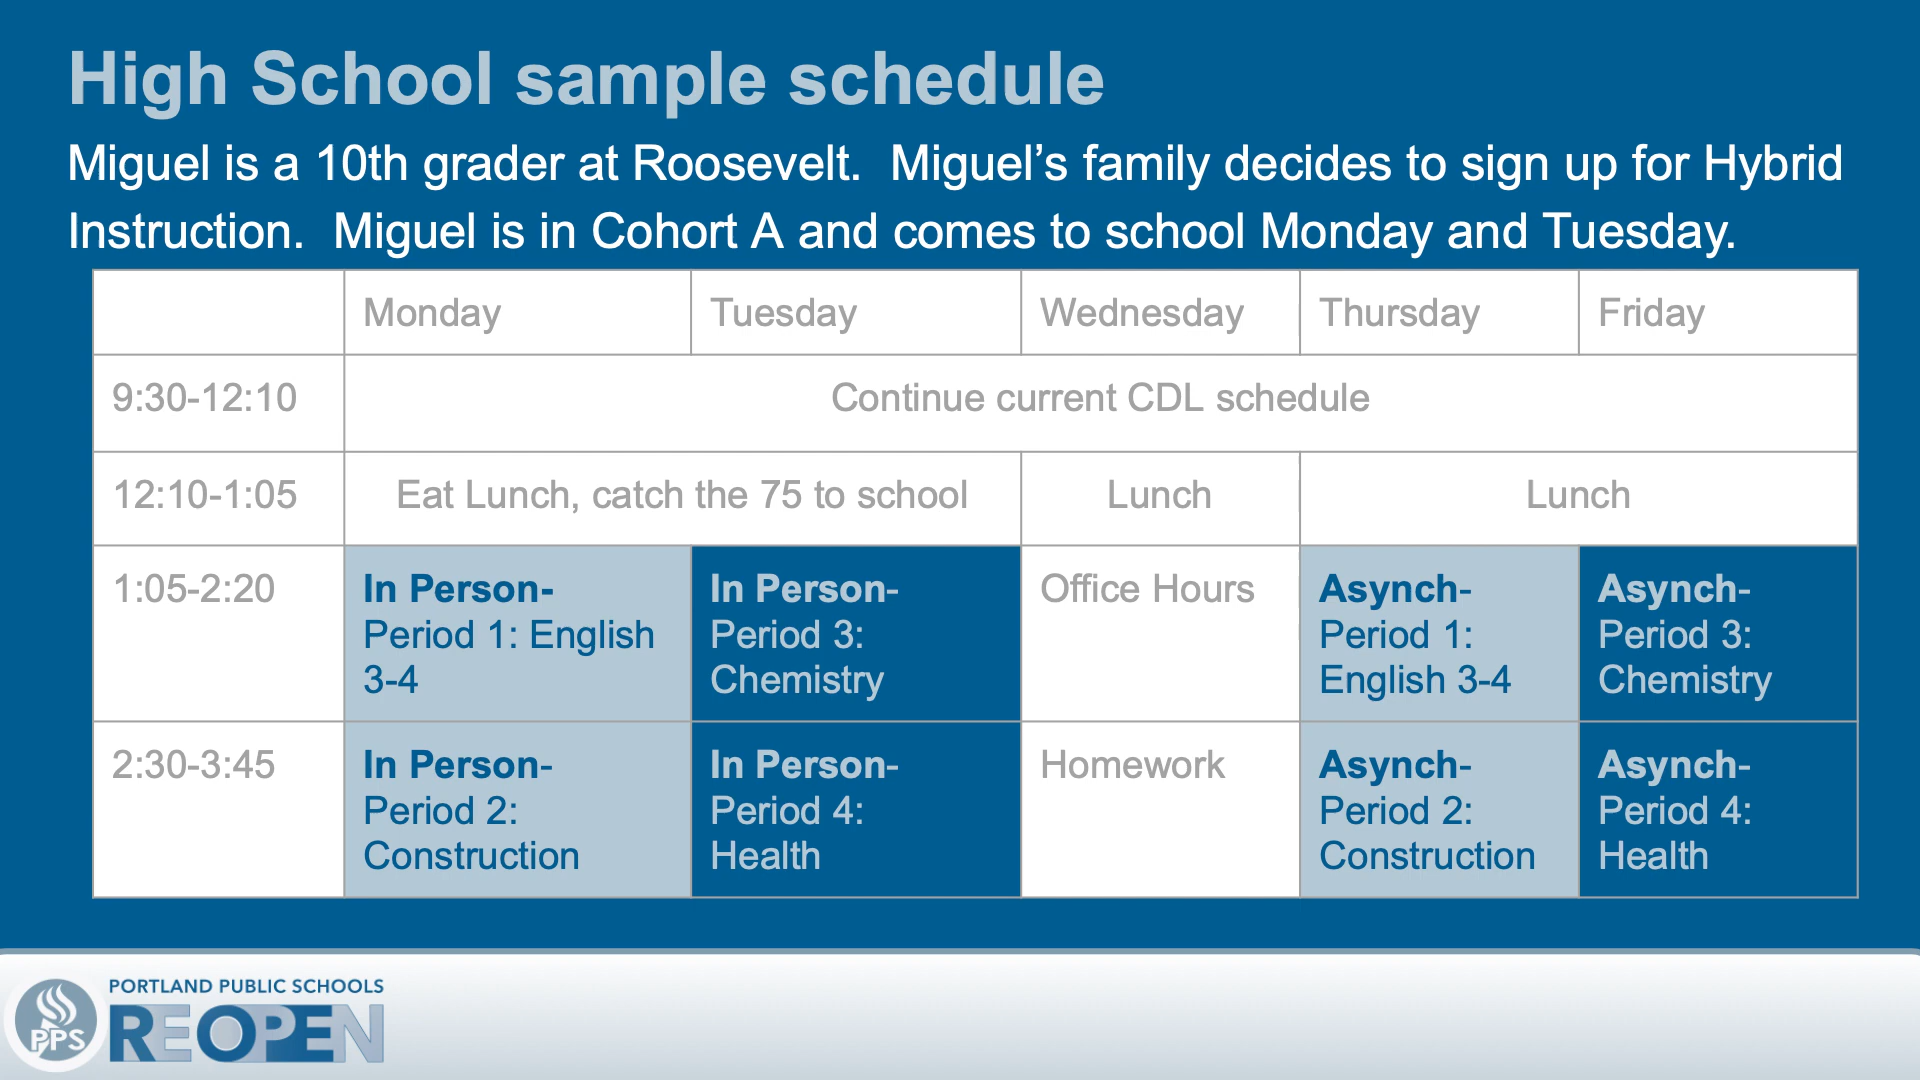 High School sample schedule
Miguel is a 10th grader at Roosevelt.  Miguel’s family decides to sign up for Hybrid
Instruction.  Miguel is in Cohort A and comes to school Monday and Tuesday.
Monday
Tuesday
Wednesday
Thursday
Friday
9:30-12:10
Continue current CDL schedule
12:10-1:05
Eat Lunch, catch the 75 to school
Lunch
Lunch
1:05-2:20
In Person-
Period 1: English
3-4
In Person-
Period 3:
Chemistry
Office Hours
Asynch-
Period 1:
English 3-4
Asynch-
Period 3:
Chemistry
2:30-3:45
In Person-
Period 2:
Construction
In Person-
Period 4:
Health
Homework
Asynch-
Period 2:
Construction
Asynch-
Period 4:
Health
PPS
PORTLAND PUBLIC SCHOOLS
REOPEN